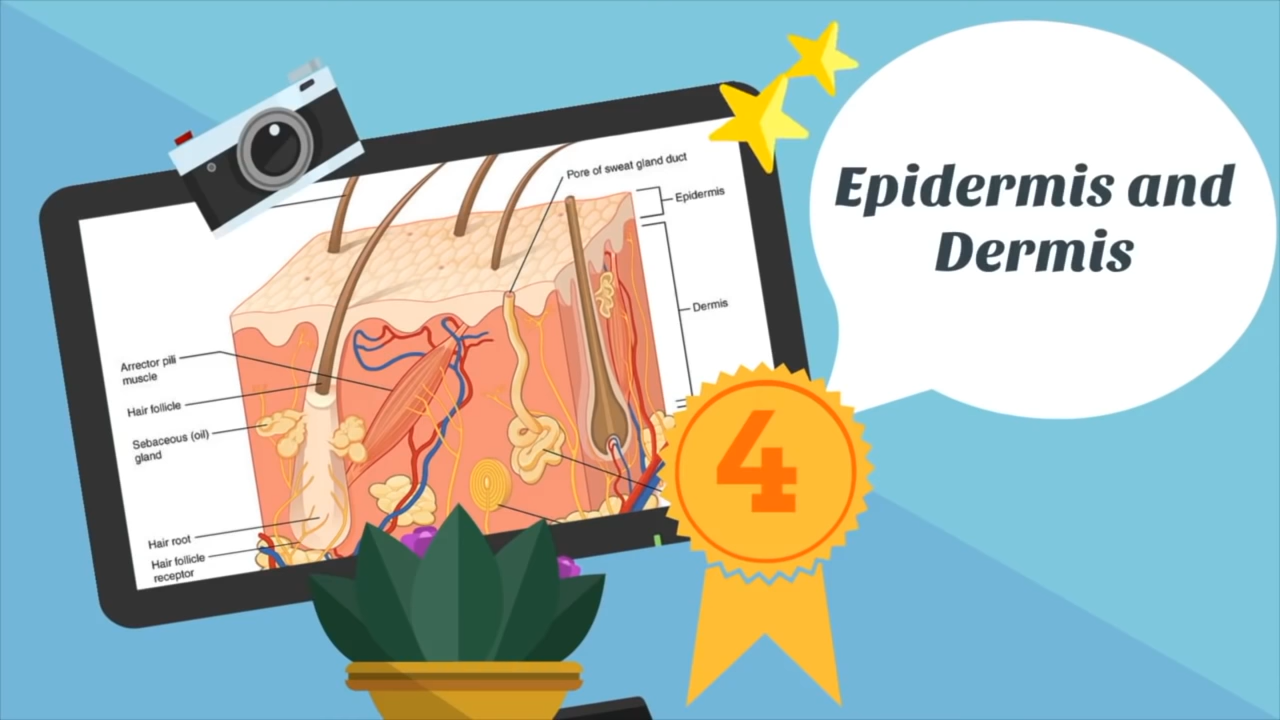 Epidermis and
Dermis
Pore of sweat gland duct
Epidermis
Dermis
Arrector pili
muscle
Hair follicle
Sebaceous (oil)
gland
Hair root
Hair follicle
receptor
4